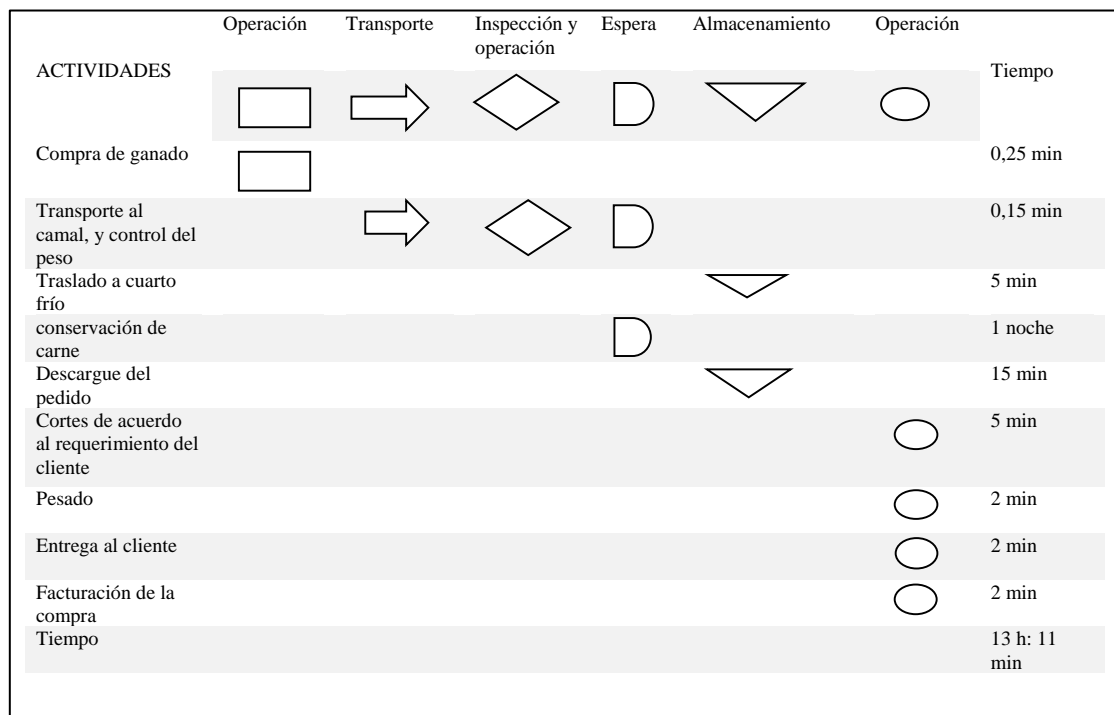 Operación Transporte Inspección y Espera Almacenamiento Operación
operación
ACTIVIDADES Tiempo
Compra de ganado 0,25 min
Transporte al 0,15 min
camal, y control del
peso
Traslado a cuarto 5 min
frío
conservación de 1 noche
carne
Descargue del 15 min
pedido
Cortes de acuerdo 5 min
al requerimiento del
cliente
Pesado 2 min
Entrega al cliente 2 min
Facturación de la 2 min
compra
Tiempo 13 h: 11
min